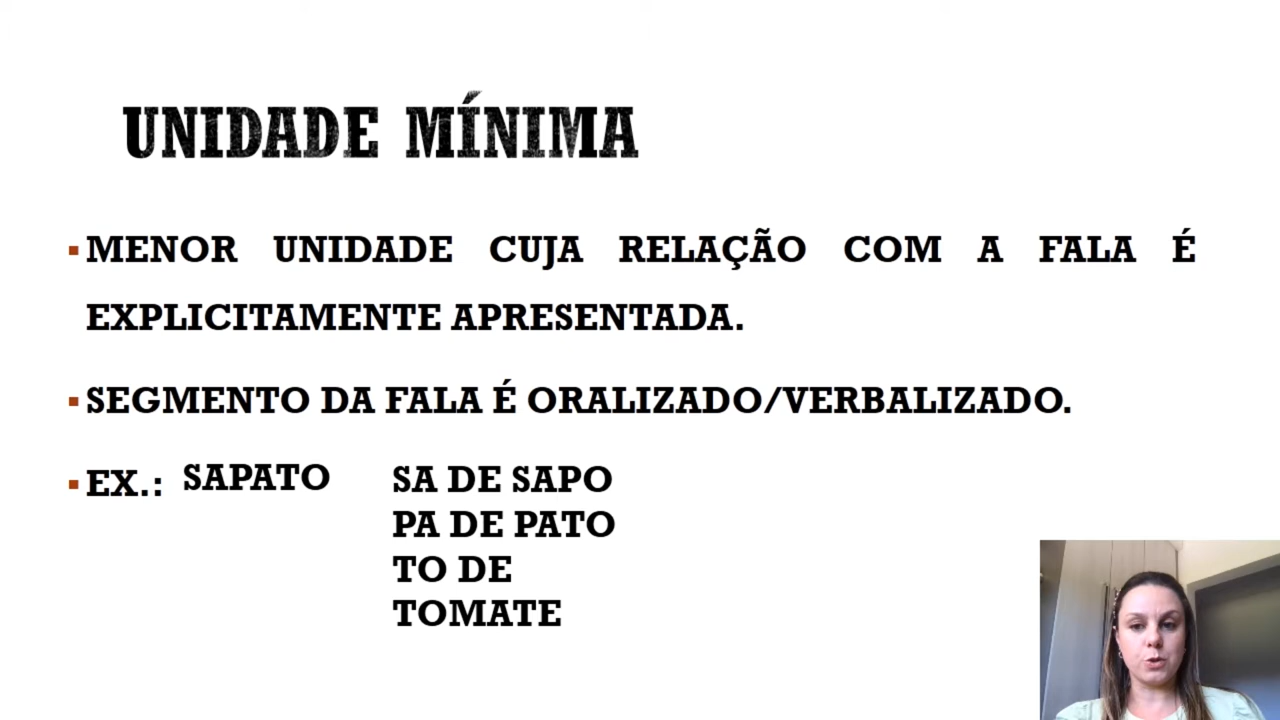 UNIDADE MÍNIMA
MENOR UNIDADE CUJA RELAÇÃO COM A FALA É
EXPLICITAMENTE APRESENTADA.
SEGMENTO DA FALA É ORALIZADO/VERBALIZADO.
EX.: SAPATO SA DE SAPO
PA DE PATO
TO DE
TOMATE